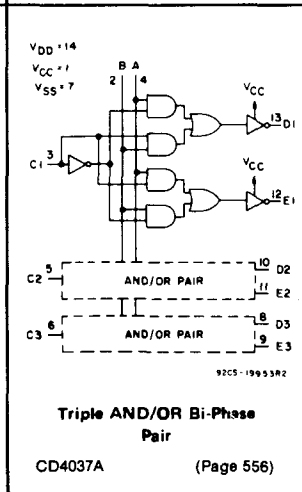 VDD = 14
VCC = 1
VSS = 7
B A
2 4
VCC
13 D1
C1 3
VCC
12 E1
C2 5
AND/OR PAIR
10 D2
11 E2
C3 6
AND/OR PAIR
8 D3
9 E3
92CS-19953R2
Triple AND/OR Bi-Phase
Pair
CD4037A (Page 556)